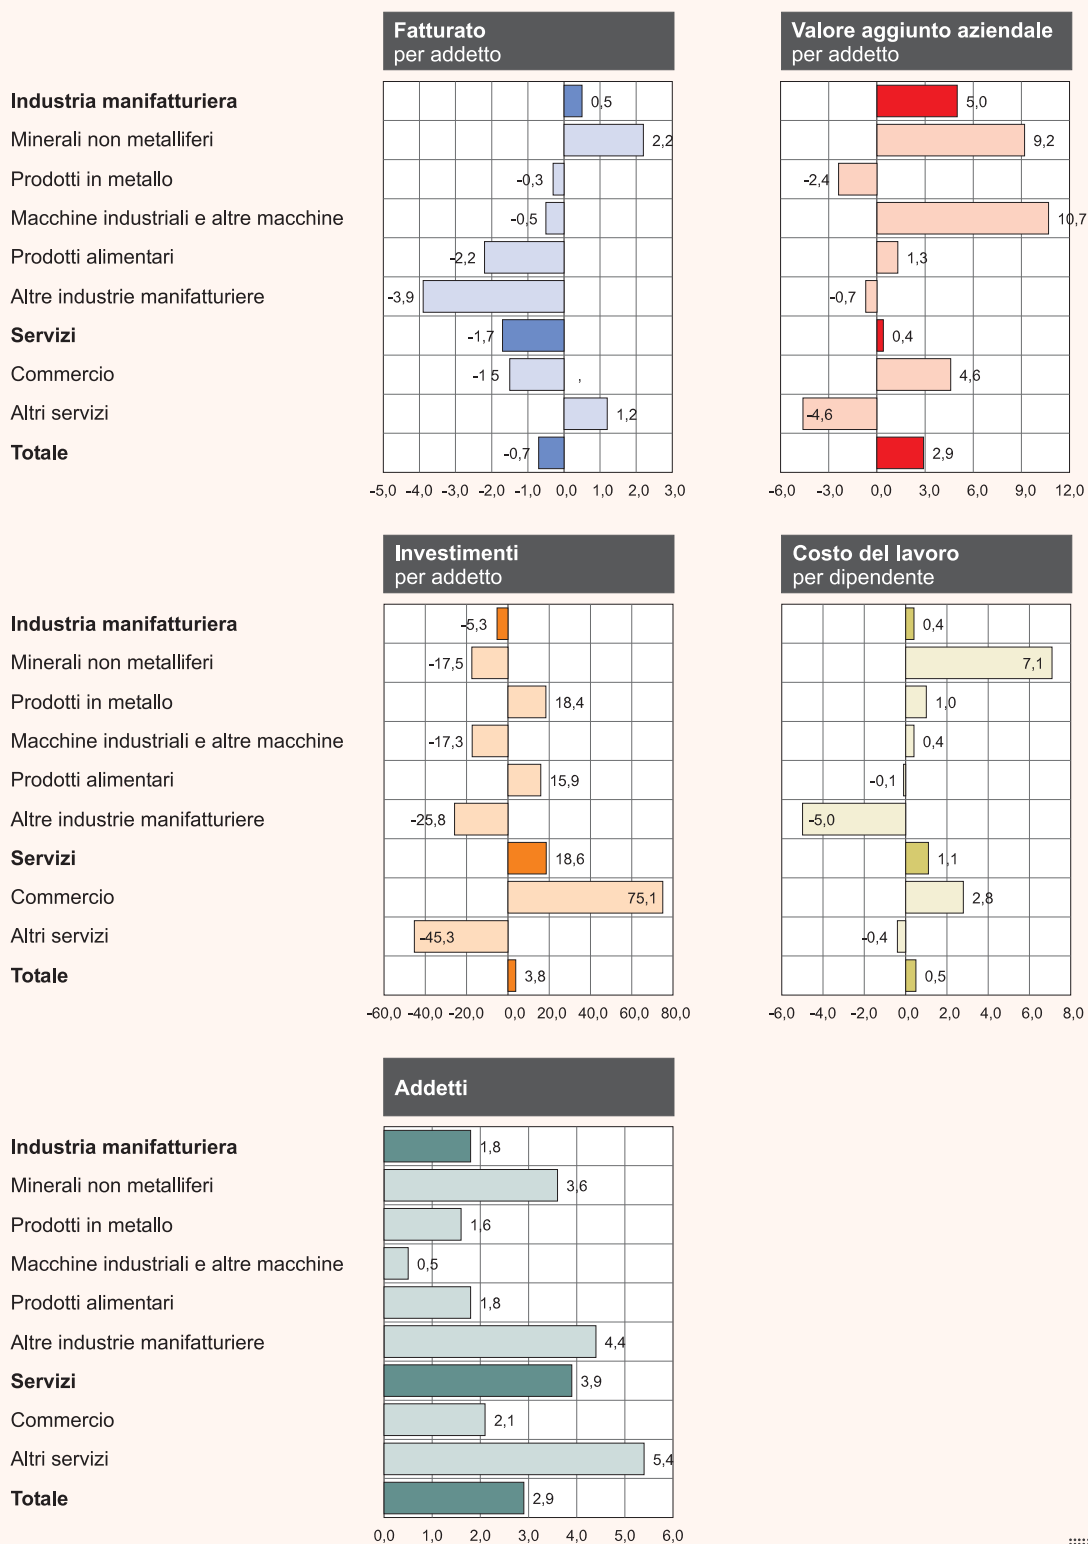 Fatturato
per addetto
Valore aggiunto aziendale
per addetto
Industria manifatturiera 0,5 5,0
Minerali non metalliferi 2,2 9,2
Prodotti in metallo -0,3 -2,4
Macchine industriali e altre macchine -0,5 10,7
Prodotti alimentari -2,2 1,3
Altre industrie manifatturiere -3,9 -0,7
Servizi -1,7 0,4
Commercio -1 5 , 4,6
Altri servizi 1,2 -4,6
Totale -0,7 2,9
-5,0 -4,0 -3,0 -2,0 -1,0 0,0 1,0 2,0 3,0 -6,0 -3,0 0,0 3,0 6,0 9,0 12,0
Investimenti
per addetto
Costo del lavoro
per dipendente
Industria manifatturiera -5,3 0,4
Minerali non metalliferi -17,5 7,1
Prodotti in metallo 18,4 1,0
Macchine industriali e altre macchine -17,3 0,4
Prodotti alimentari 15,9 -0,1
Altre industrie manifatturiere -25,8 -5,0
Servizi 18,6 1,1
Commercio 75,1 2,8
Altri servizi -45,3 -0,4
Totale 3,8 0,5
-60,0 -40,0 -20,0 0,0 20,0 40,0 60,0 80,0 -6,0 -4,0 -2,0 0,0 2,0 4,0 6,0 8,0
Addetti
Industria manifatturiera 1,8
Minerali non metalliferi 3,6
Prodotti in metallo 1,6
Macchine industriali e altre macchine 0,5
Prodotti alimentari 1,8
Altre industrie manifatturiere 4,4
Servizi 3,9
Commercio 2,1
Altri servizi 5,4
Totale 2,9
0,0 1,0 2,0 3,0 4,0 5,0 6,0